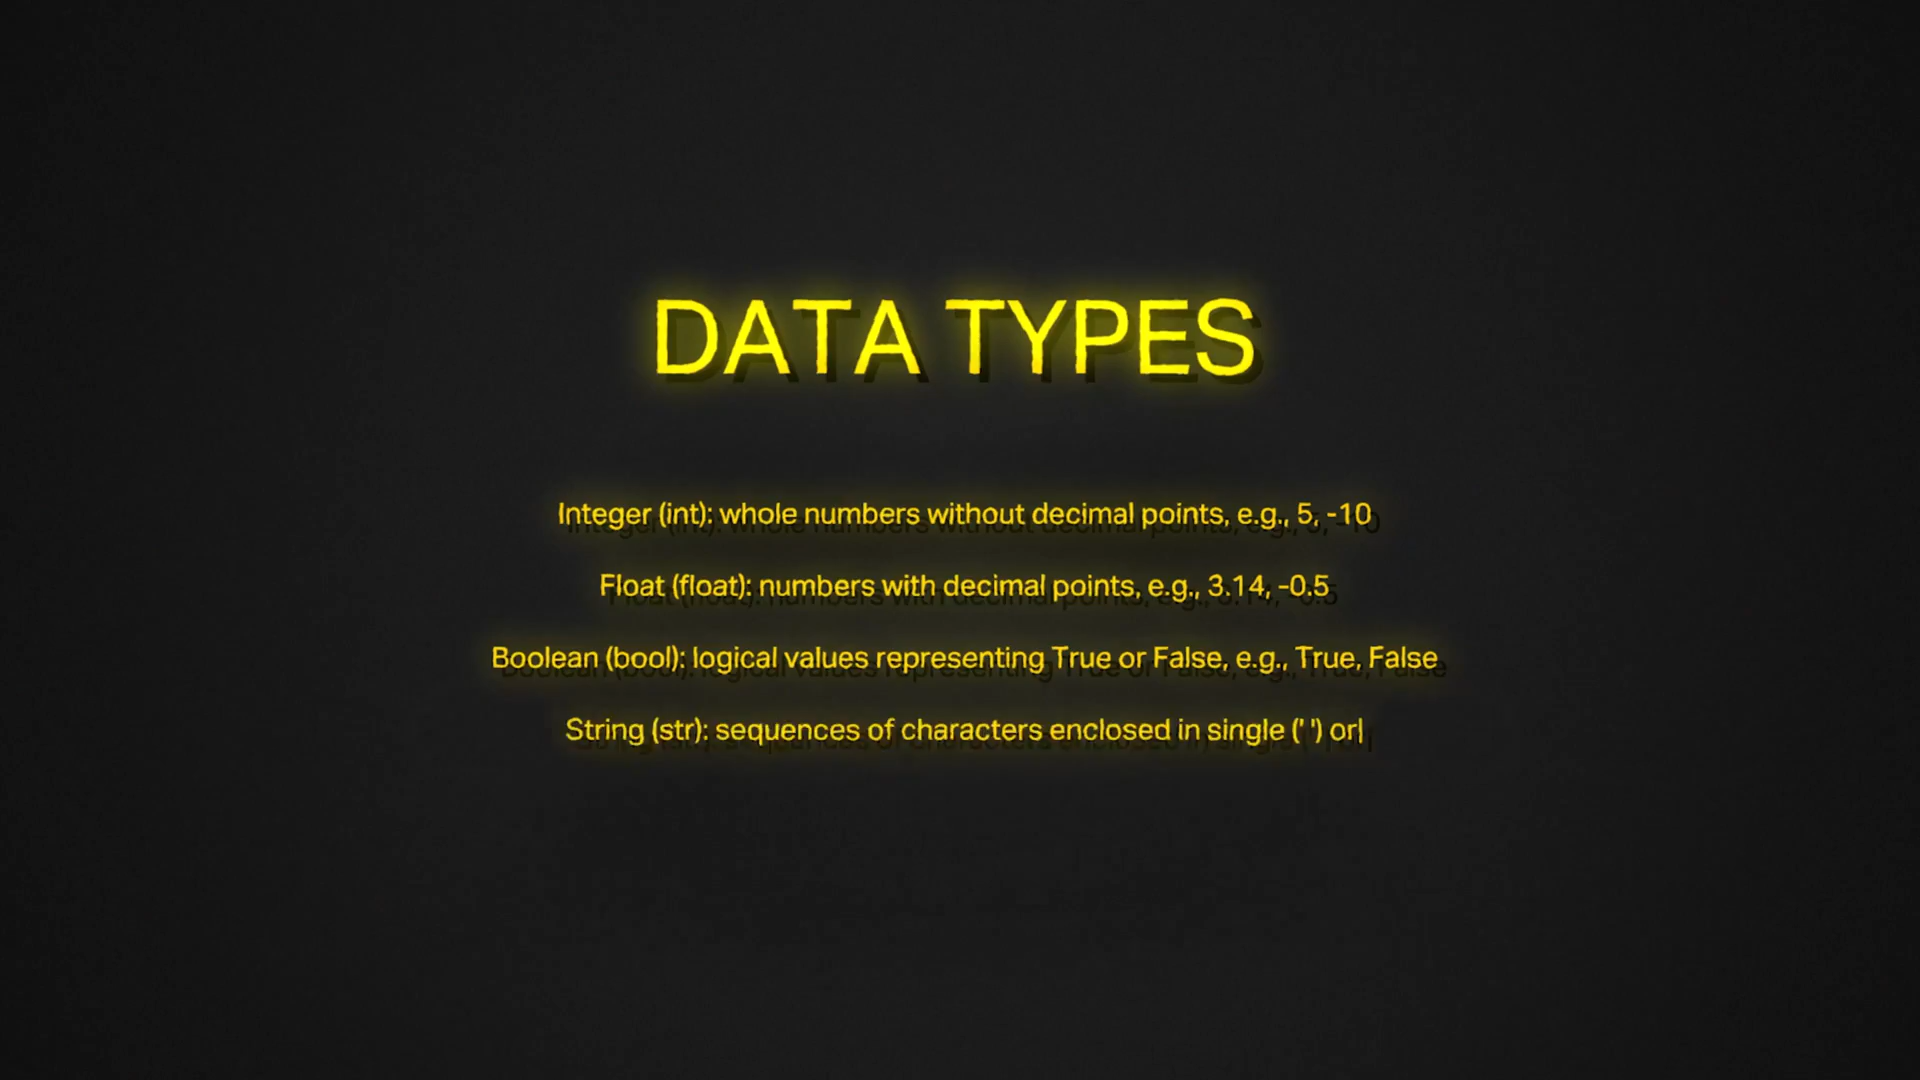 DATA TYPES
Integer (int): whole numbers without decimal points, e.g., 5, -10
Float (float): numbers with decimal points, e.g., 3.14, -0.5
Boolean (bool): logical values representing True or False, e.g., True, False
String (str): sequences of characters enclosed in single (' ') or|